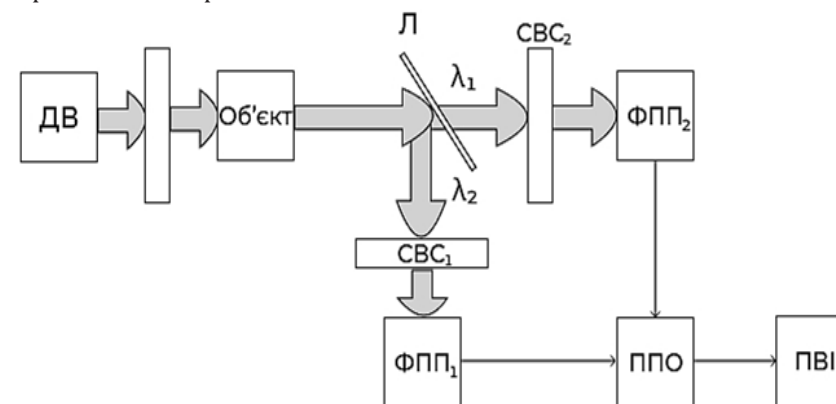 Л
СВС₂
λ₁
ДВ
Об'єкт
ФПП₂
λ₂
СВС₁
ФПП₁
ППО
ПВІ